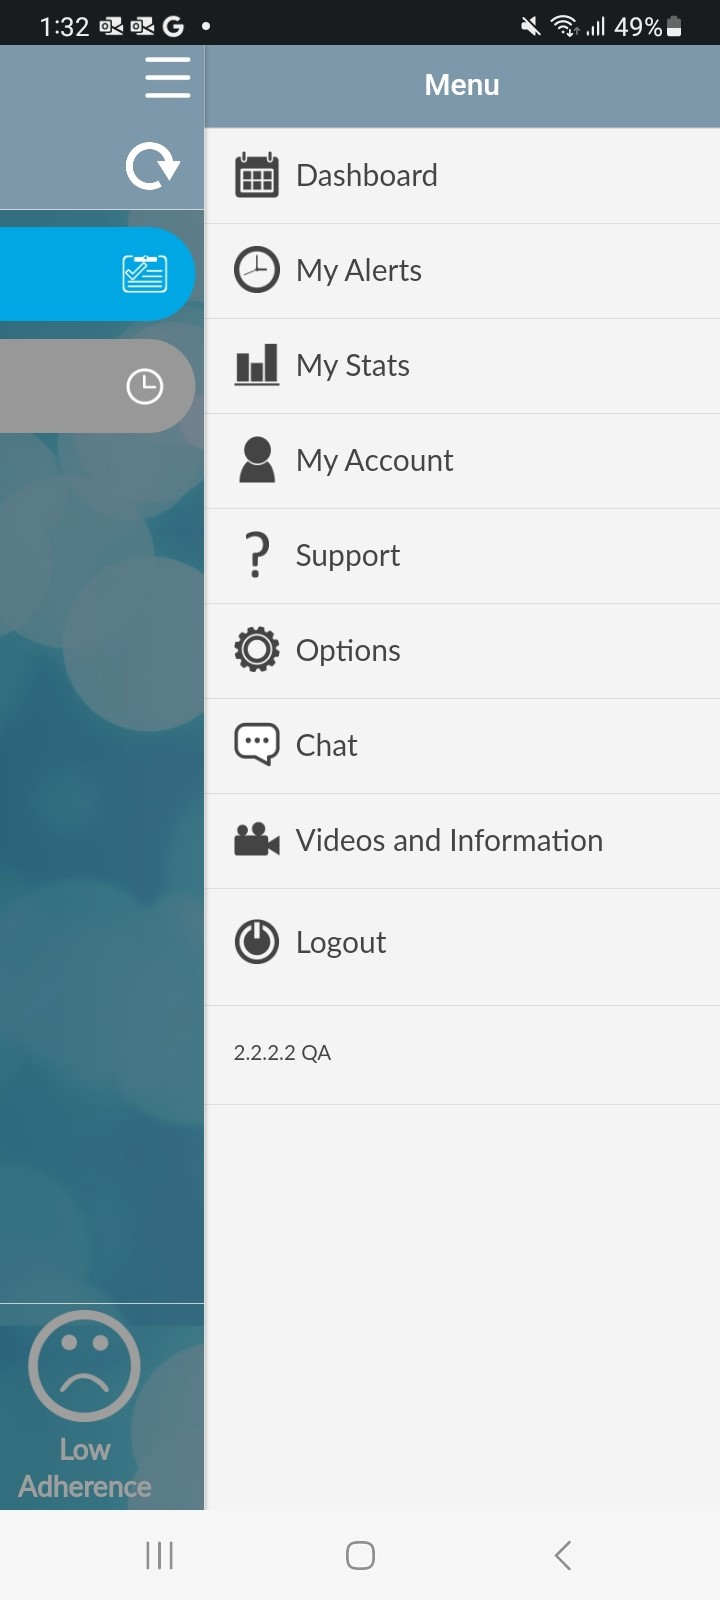 1:32
49%
Menu
Dashboard
My Alerts
My Stats
My Account
Support
Options
Chat
Videos and Information
Logout
2.2.2.2 QA
Low
Adherence